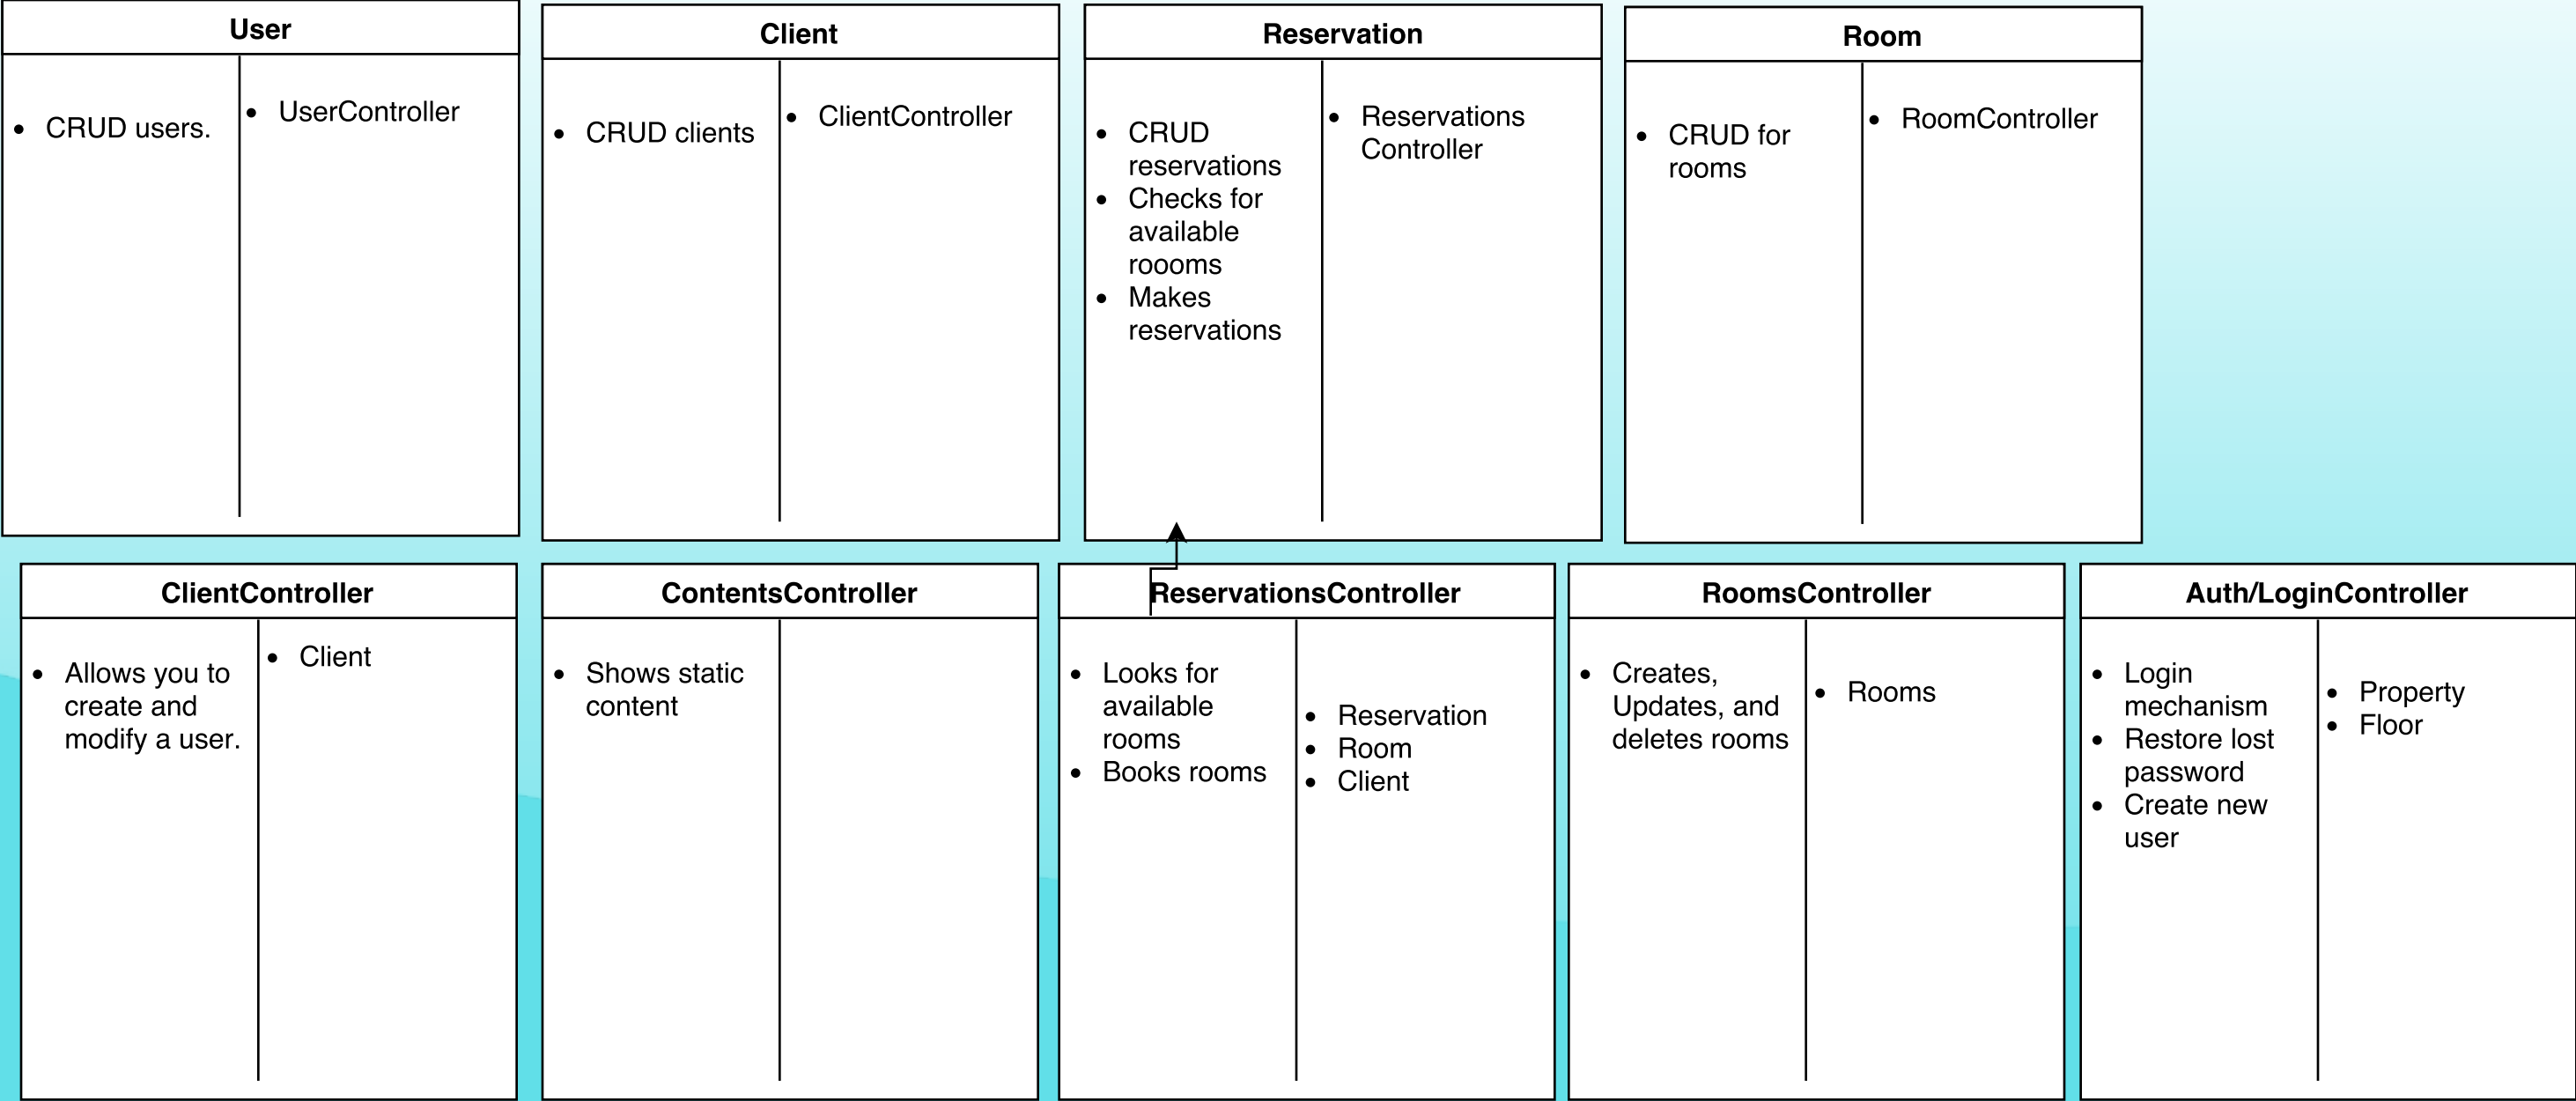 User
• CRUD users.
• UserController
Client
• CRUD clients
• ClientController
Reservation
• CRUD
reservations
• Checks for
available
roooms
• Makes
reservations
• Reservations
Controller
Room
• CRUD for
rooms
• RoomController
ClientController
• Allows you to
create and
modify a user.
• Client
ContentsController
• Shows static
content
ReservationsController
• Looks for
available
rooms
• Books rooms
• Reservation
• Room
• Client
RoomsController
• Creates,
Updates, and
deletes rooms
• Rooms
Auth/LoginController
• Login
mechanism
• Restore lost
password
• Create new
user
• Property
• Floor